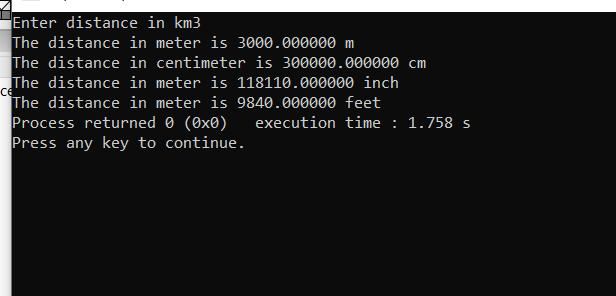 Enter distance in km3
The distance in meter is 3000.000000 m
The distance in centimeter is 300000.000000 cm
The distance in meter is 118110.000000 inch
The distance in meter is 9840.000000 feet
Process returned 0 (0x0)   execution time : 1.758 s
Press any key to continue.